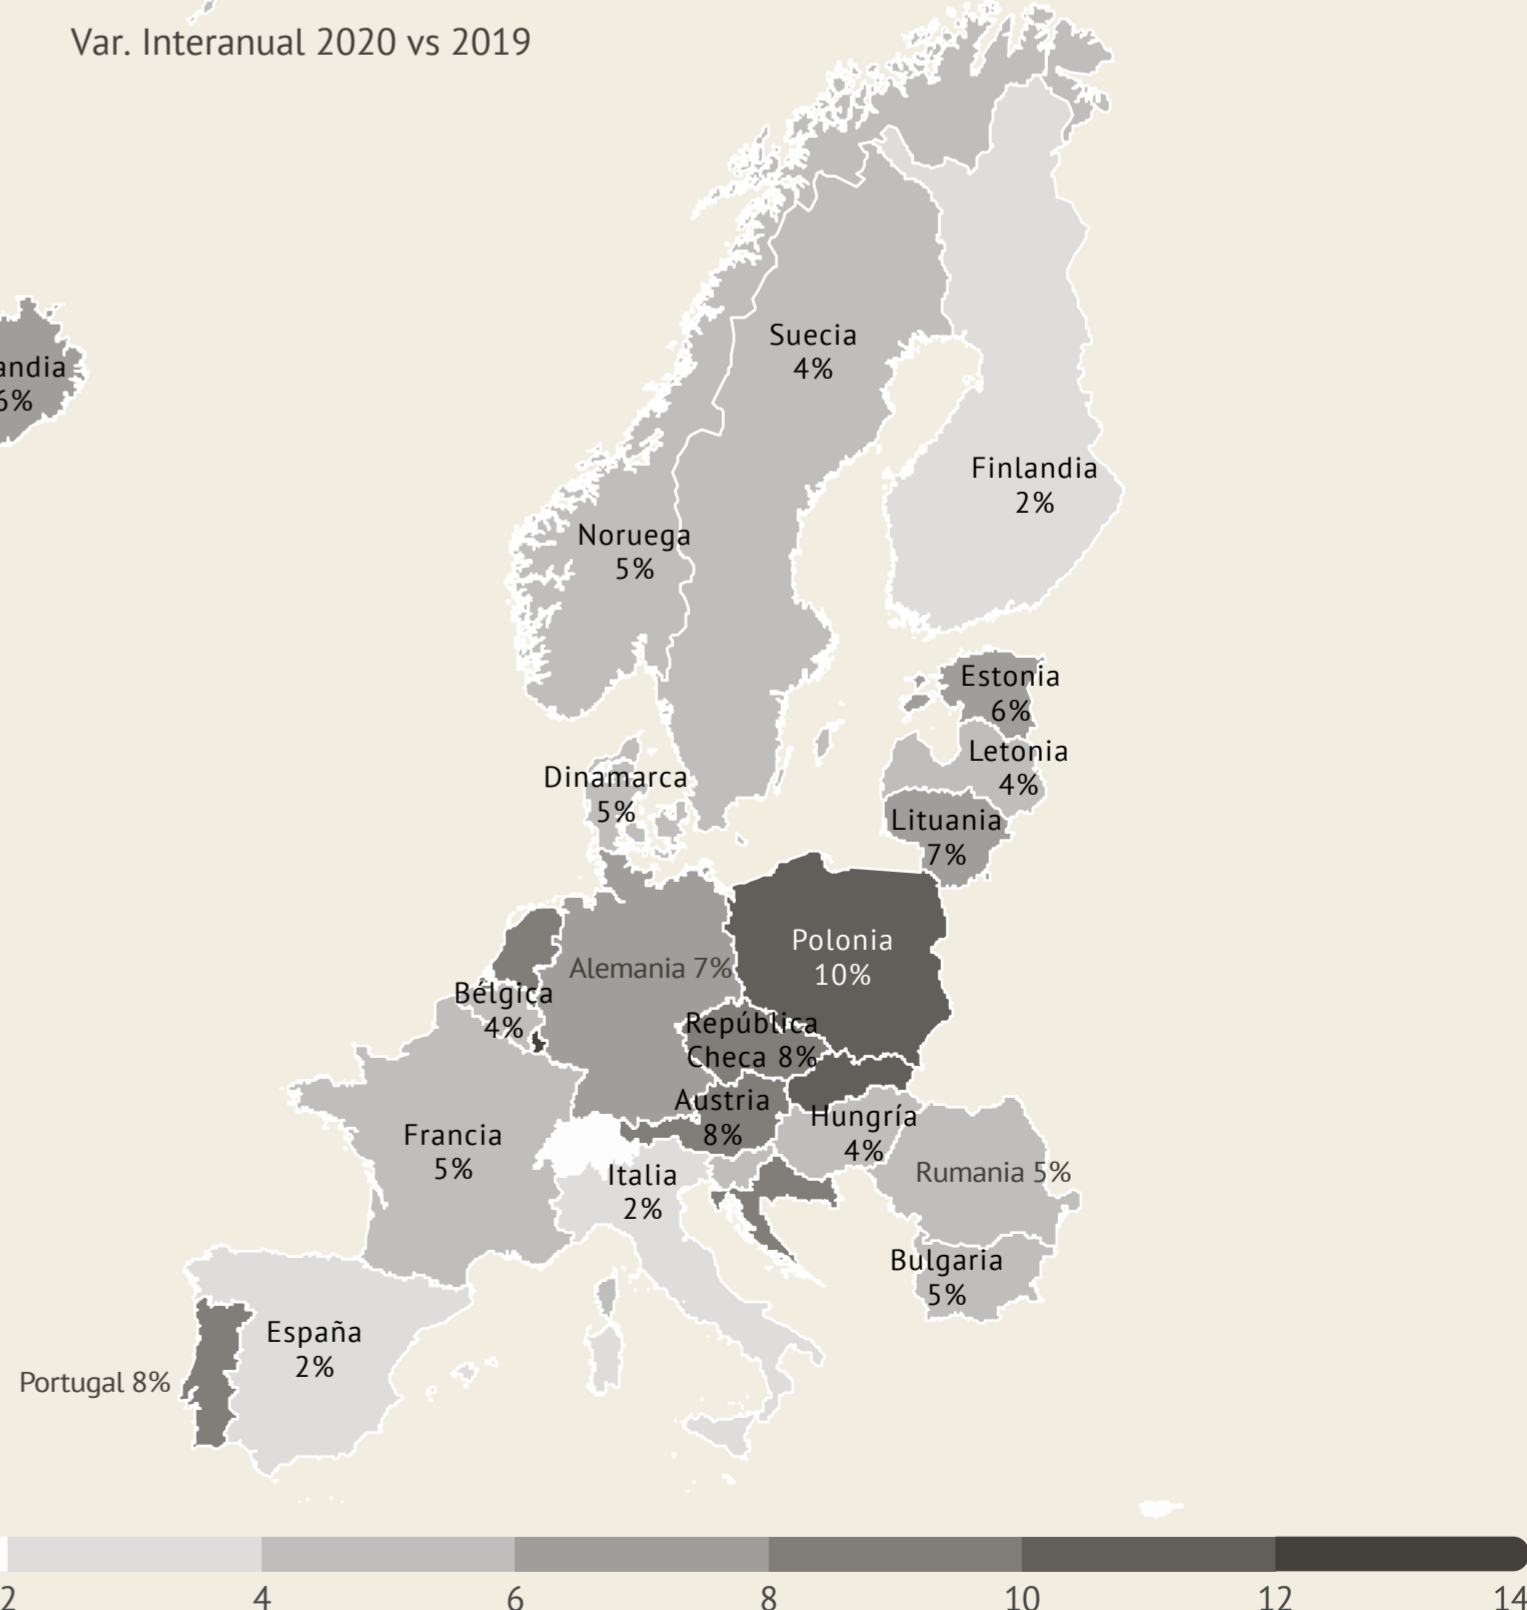 Var. Interanual 2020 vs 2019
Suecia
4%
andia
6%
Finlandia
2%
Noruega
5%
Estonia
6%
Letonia
4%
Dinamarca
5%
Lituania
7%
Polonia
10%
Alemania 7%
Bélgica
4%
República
Checa 8%
Austria
8%
Hungría
4%
Francia
5%
Italia
2%
Rumania 5%
Bulgaria
5%
España
2%
Portugal 8%
2 4 6 8 10 12 14